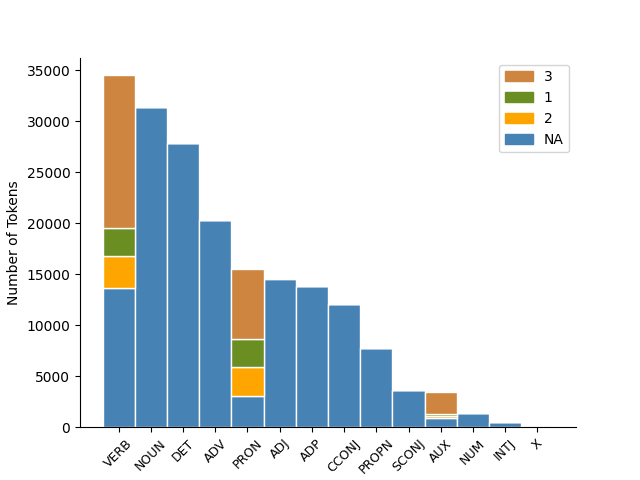 3
1
2
NA
35000
30000
25000
20000
15000
10000
5000
0
Number of Tokens
VERB
NOUN
DET
ADV
PRON
ADJ
ADP
CCONJ
PROPN
SCONJ
AUX
NUM
INTJ
X